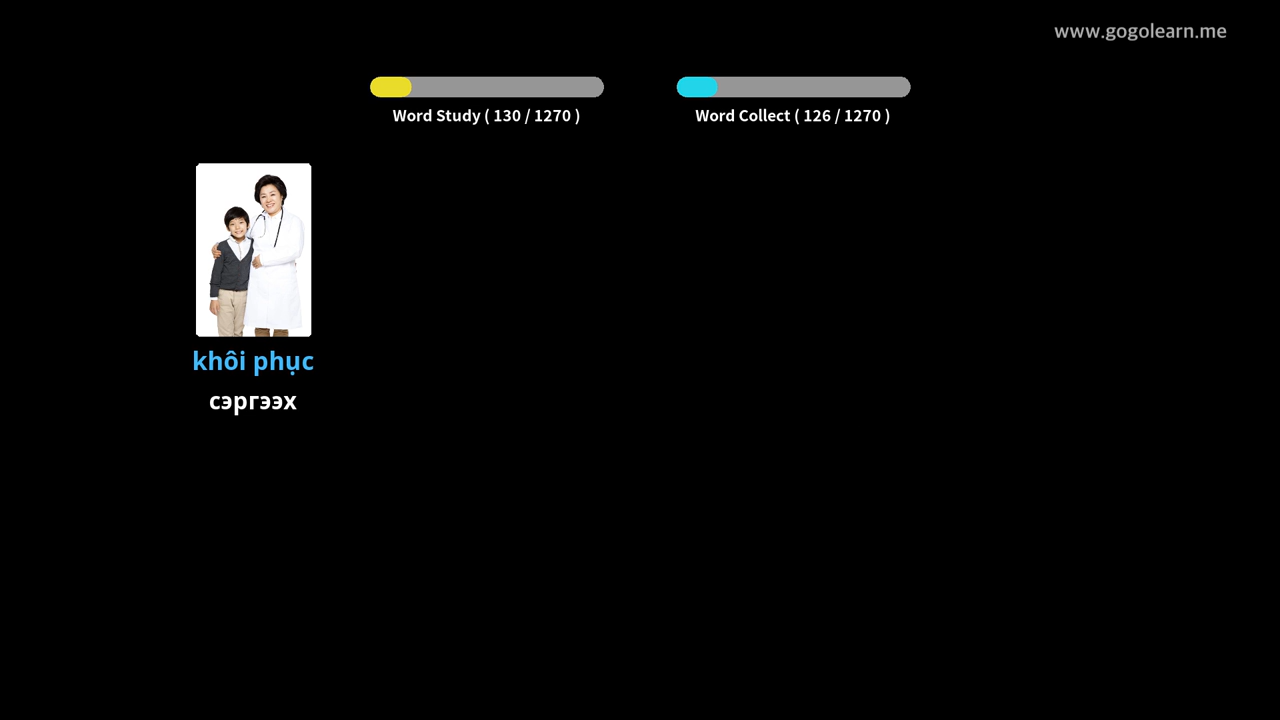 www.gogolearn.me
Word Study ( 130 / 1270 )
Word Collect ( 126 / 1270 )
khôi phục
сэргээх